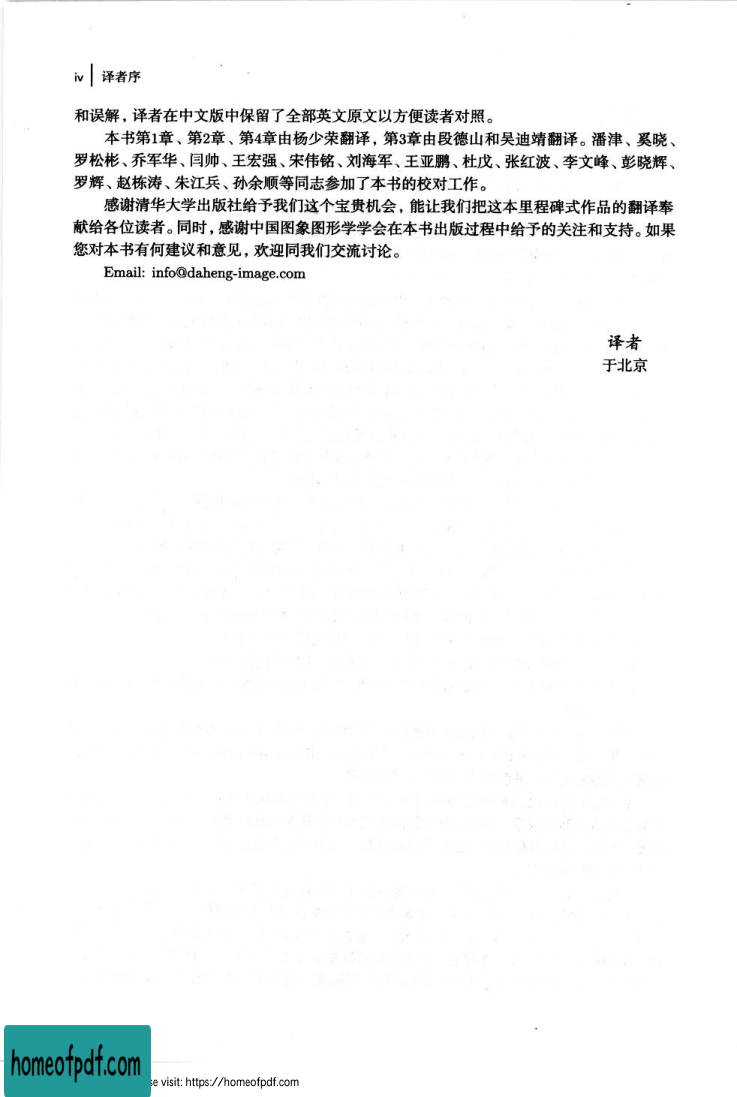 iv | 译者序
和误解，译者在中文版中保留了全部英文原文以方便读者对照。
本书第1章、第2章、第4章由杨少荣翻译，第3章由段德山和吴迪靖翻译。潘津、奚晓、
罗松彬、乔军华、闫帅、王宏强、宋伟铭、刘海军、王亚鹏、杜戊、张红波、李文峰、彭晓辉、
罗辉、赵栋涛、朱江兵、孙余顺等同志参加了本书的校对工作。
感谢清华大学出版社给予我们这个宝贵机会，能让我们把这本里程碑式作品的翻译奉
献给各位读者。同时，感谢中国图象图形学学会在本书出版过程中给予的关注和支持。如果
您对本书有何建议和意见，欢迎同我们交流讨论。
Email: info@daheng-image.com
译者
于北京
homeofpdf.com
se visit: https://homeofpdf.com